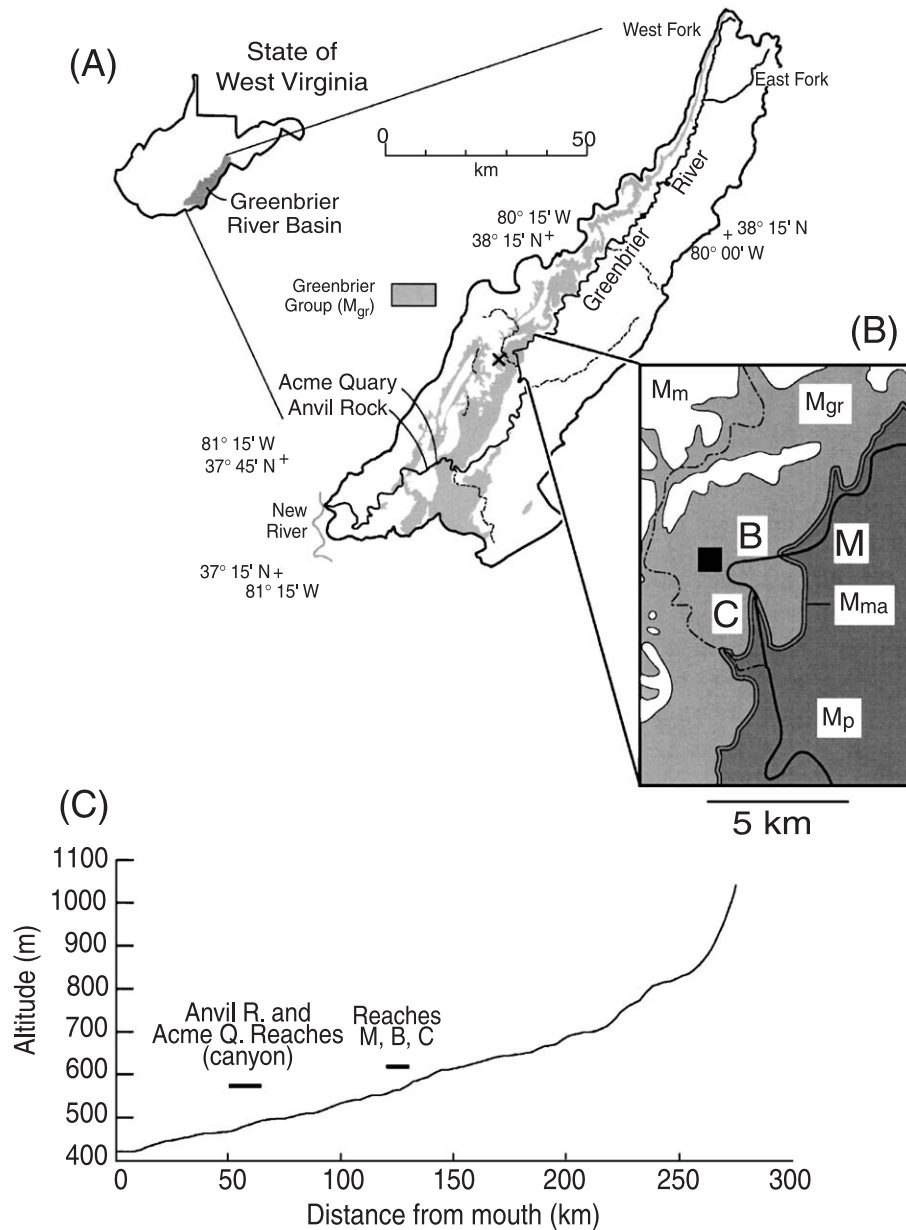 (A)
State of
West Virginia
Greenbrier
River Basin
West Fork
East Fork
0 50
km
River
Greenbrier
80° 15' W
38° 15' N+
+ 38° 15' N
80° 00' W
Greenbrier
Group (Mgr)
Acme Quary
Anvil Rock
81° 15' W
37° 45' N+
New
River
37° 15' N+
81° 15' W
(B)
Mm
Mgr
B
M
C
Mma
Mp
5 km
(C)
1100
1000
900
800
700
600
500
400
Altitude (m)
Anvil R. and
Acme Q. Reaches
(canyon)
Reaches
M, B, C
0 50 100 150 200 250 300
Distance from mouth (km)